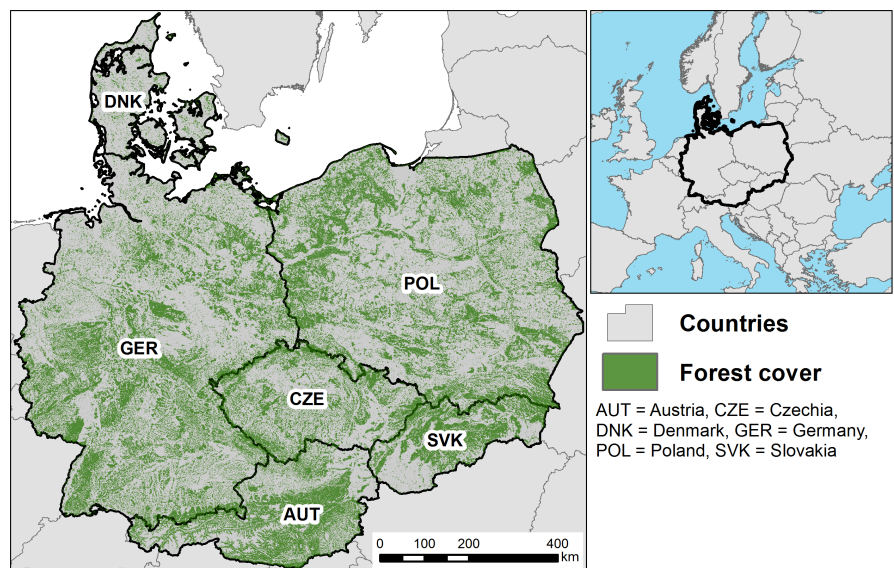 DNK
POL
GER
CZE
SVK
AUT
0 100 200 400
km
Countries
Forest cover
AUT = Austria, CZE = Czechia,
DNK = Denmark, GER = Germany,
POL = Poland, SVK = Slovakia